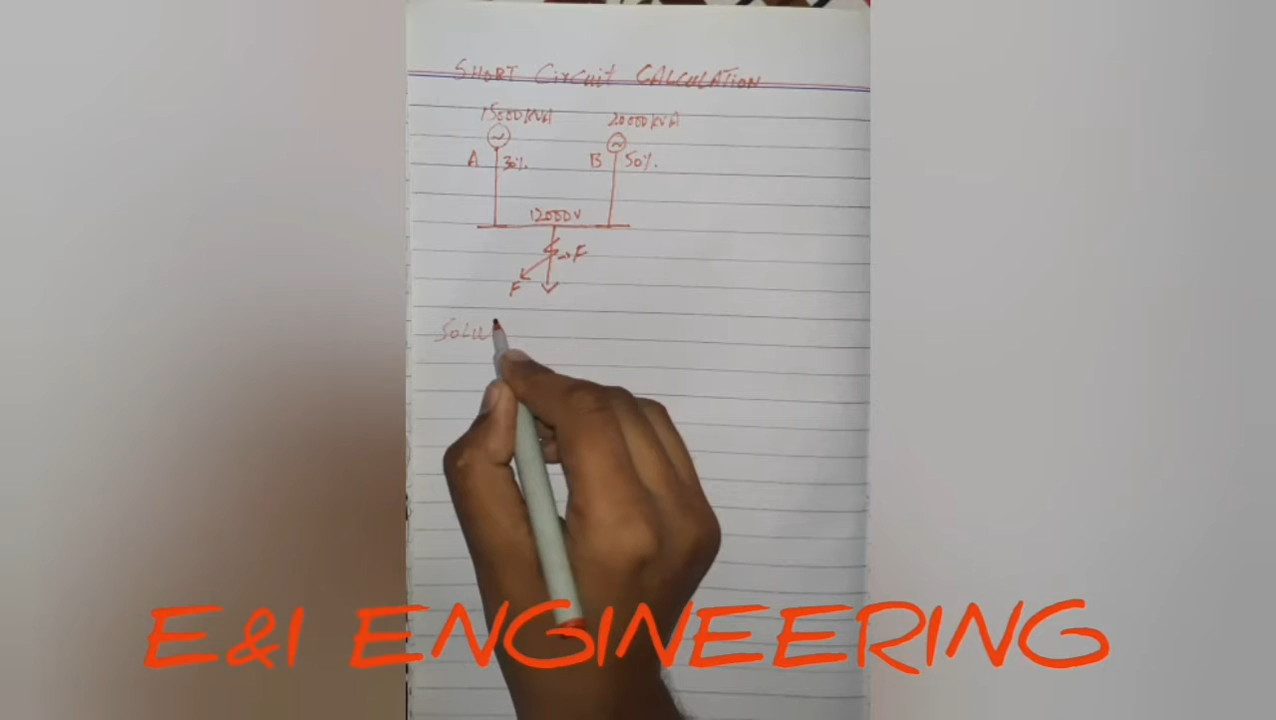 SHORT Circuit CALCULATION
15000KVA 20000KVA
A 30% B 50%
12000V
→F
F
SOLU
E&I ENGINEERING